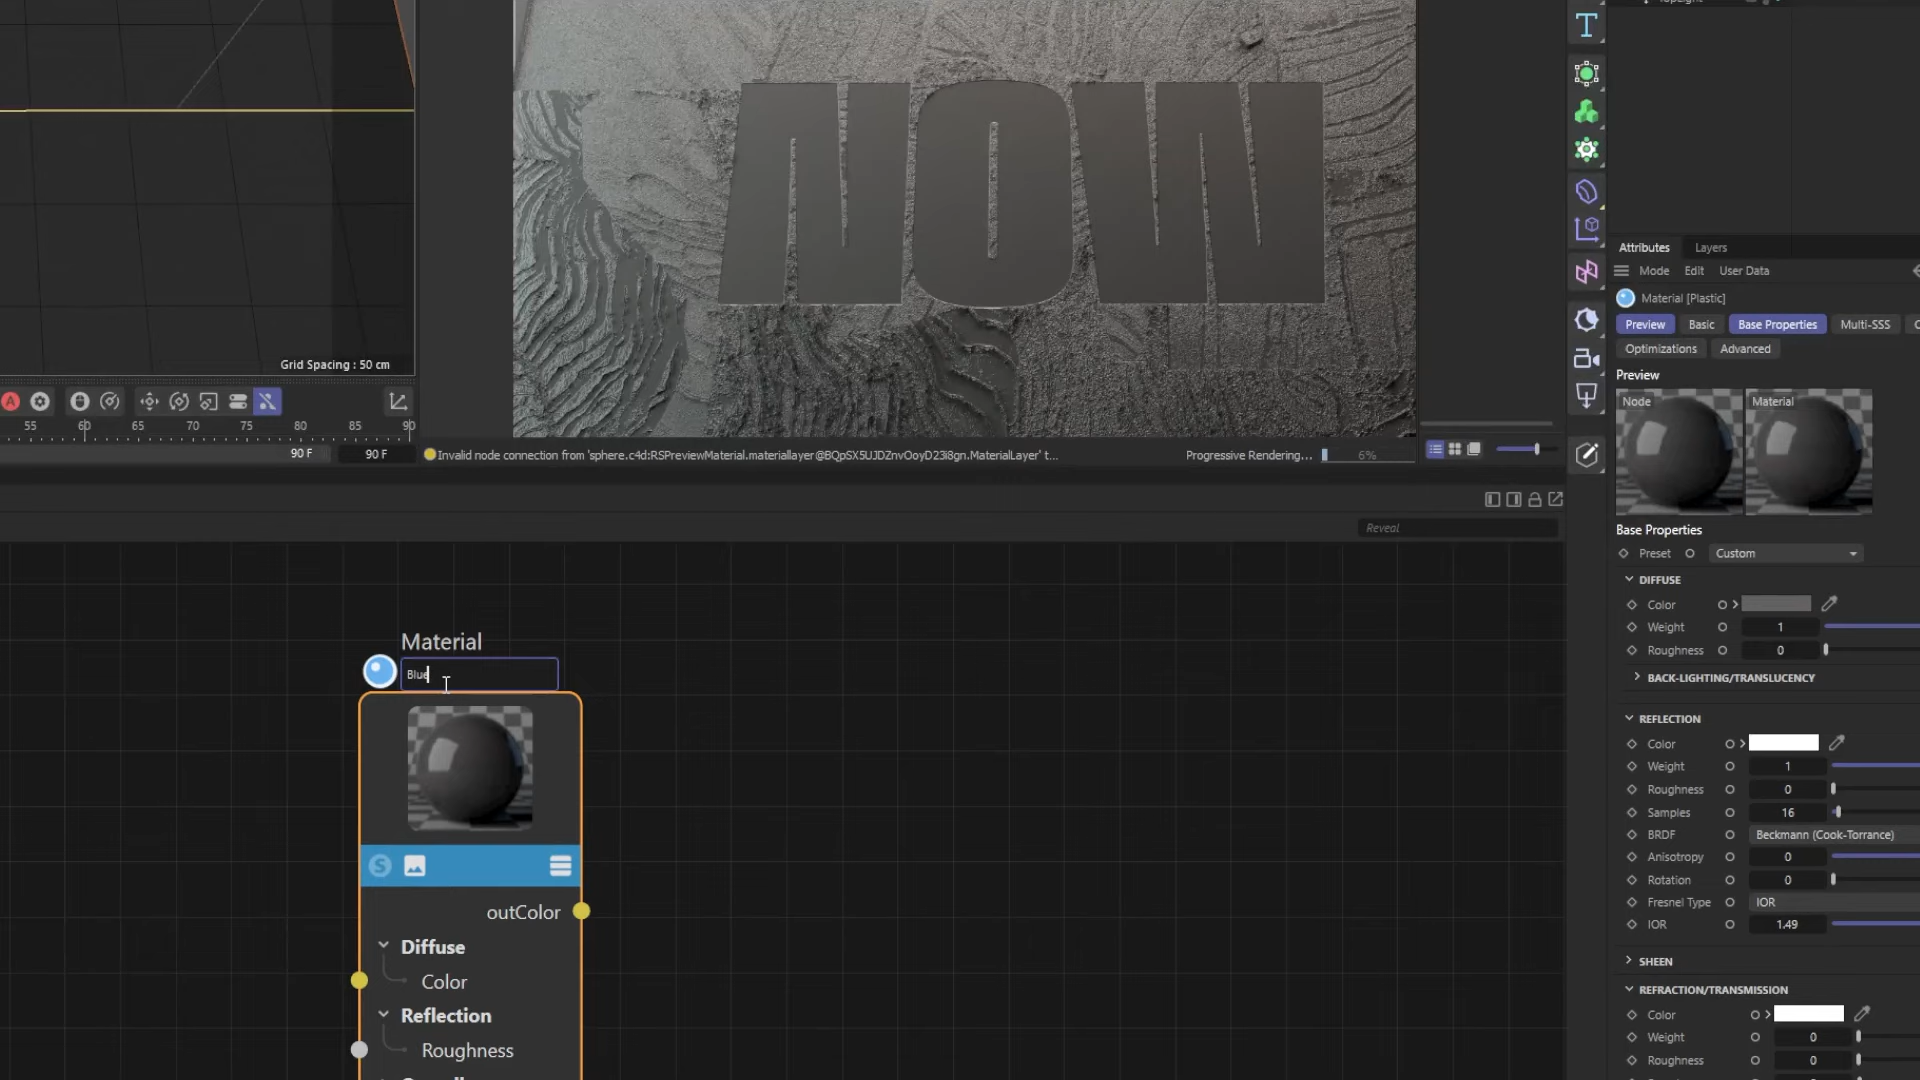 NOW
Grid Spacing : 50 cm
A
55 60 65 70 75 80 85 90
90 F 90 F
Invalid node connection from 'sphere.c4d:RSPreviewMaterial.materiallayer@BQpSX5UJDZnvOoyD23i8gn.MaterialLayer' t...
Progressive Rendering... 6%
Reveal
Material
Blue
S
outColor
Diffuse
Color
Reflection
Roughness
T
Attributes Layers
Mode Edit User Data
Material [Plastic]
Preview Basic Base Properties Multi-SSS
Optimizations Advanced
Preview
Node Material
Base Properties
Preset Custom
DIFFUSE
Color
Weight 1
Roughness 0
BACK-LIGHTING/TRANSLUCENCY
REFLECTION
Color
Weight 1
Roughness 0
Samples 16
BRDF Beckmann (Cook-Torrance)
Anisotropy 0
Rotation 0
Fresnel Type IOR
IOR 1.49
SHEEN
REFRACTION/TRANSMISSION
Color
Weight 0
Roughness 0